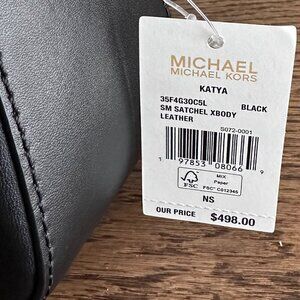 MICHAEL
MICHAEL KORS
KATYA
35F4G30C5L BLACK
SM SATCHEL XBODY
LEATHER
S072-0001
1 97853 08066 9
FSC
MIX
Paper
FSC® C012345
NS
OUR PRICE $498.00